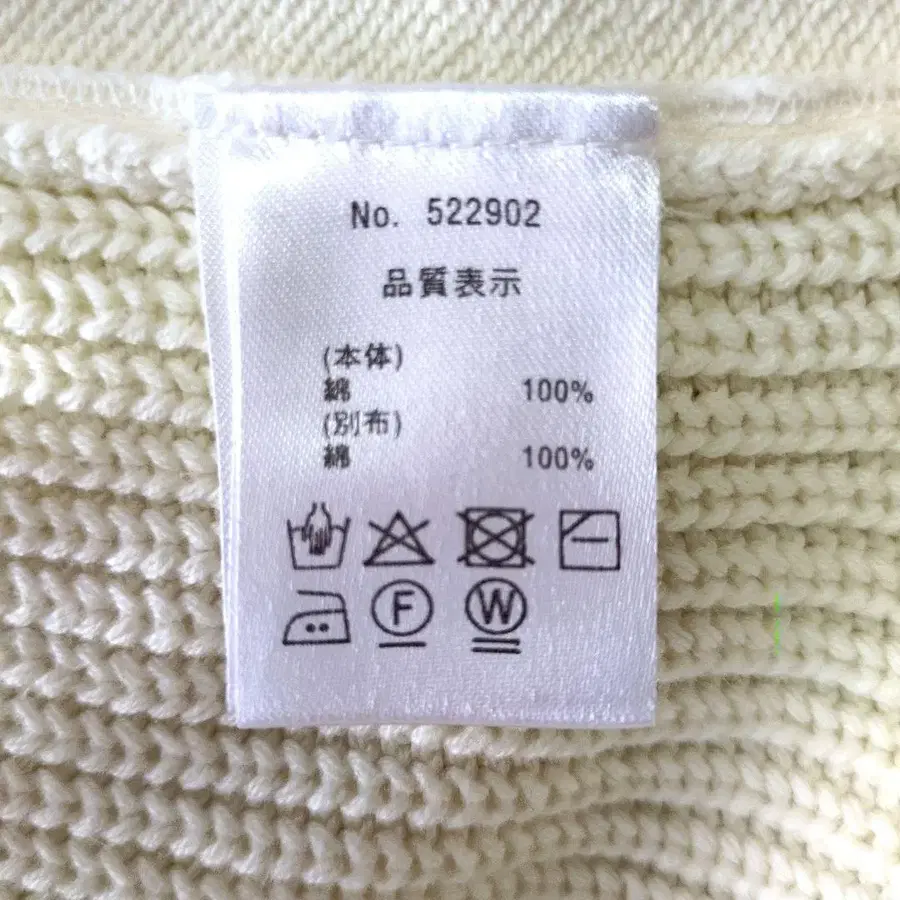 No. 522902
品質表示
(本体)
綿 100%
(別布)
綿 100%
F W